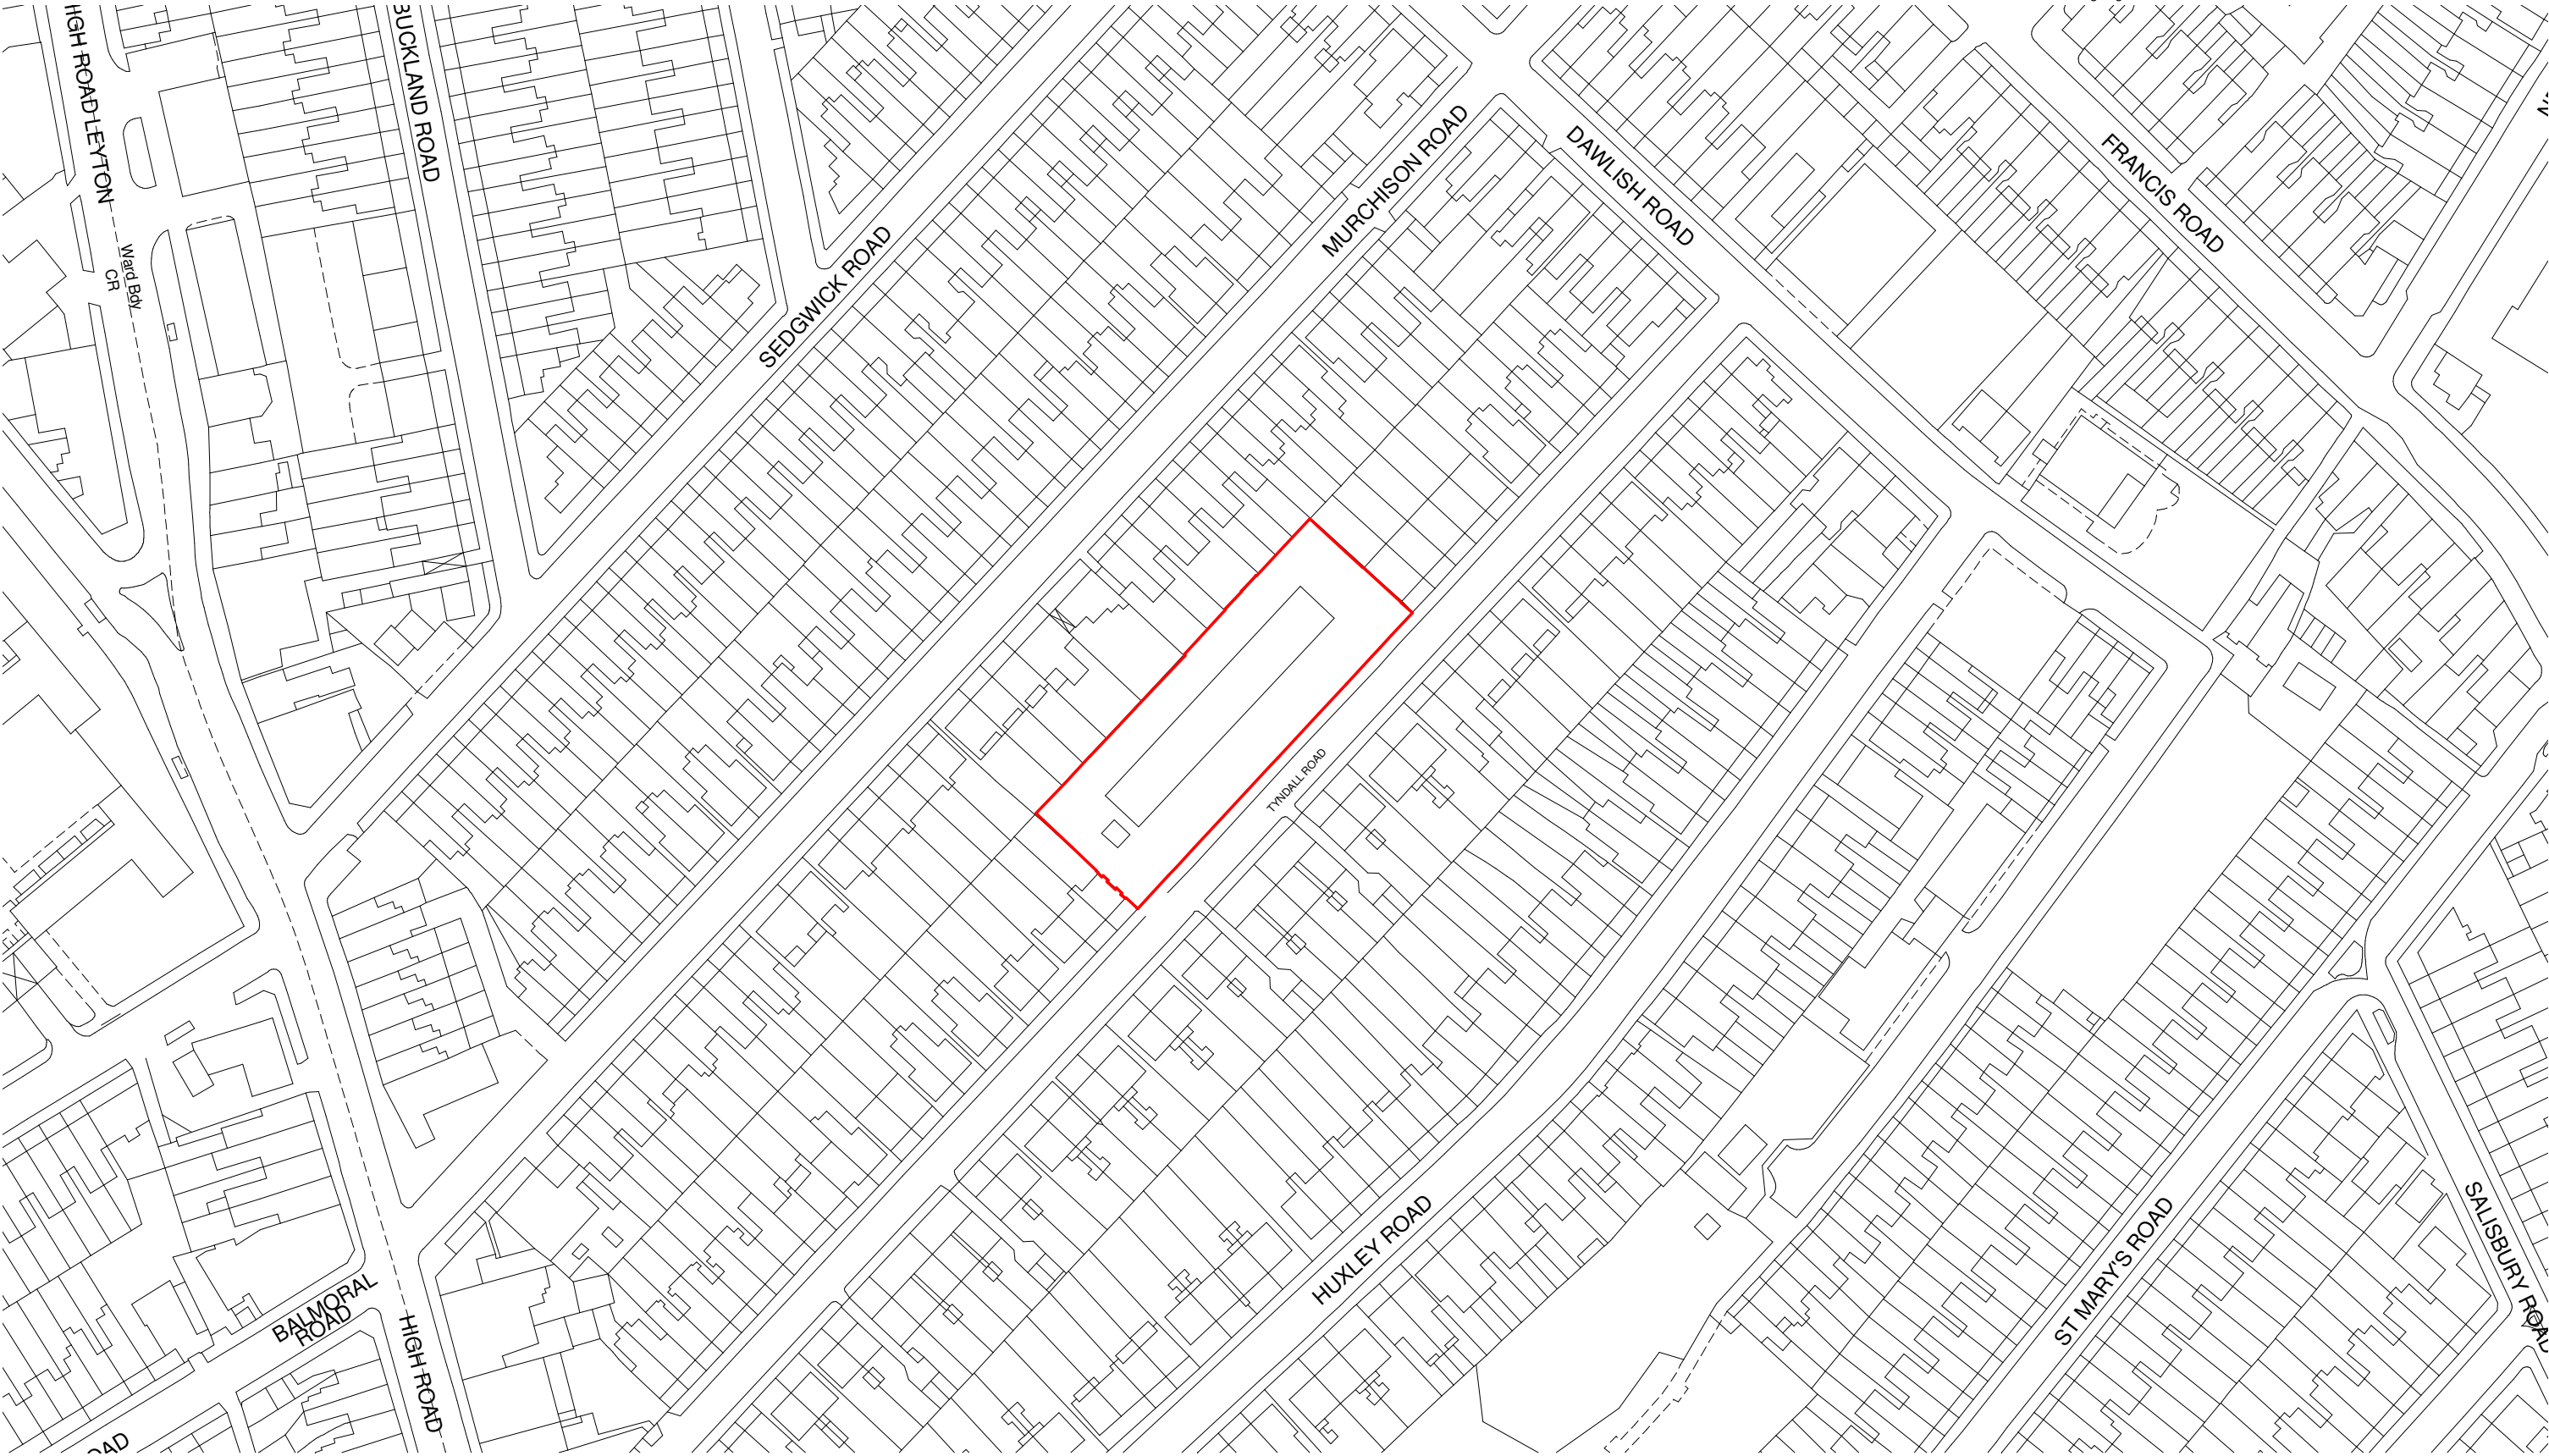 HIGH ROAD LEYTON
BUCKLAND ROAD
Ward Bdy
CR
SEDGWICK ROAD
MURCHISON ROAD
DAWLISH ROAD
FRANCIS ROAD
TYNDALL ROAD
HUXLEY ROAD
ST MARY'S ROAD
SALISBURY ROAD
BALMORAL
ROAD
HIGH ROAD
OAD